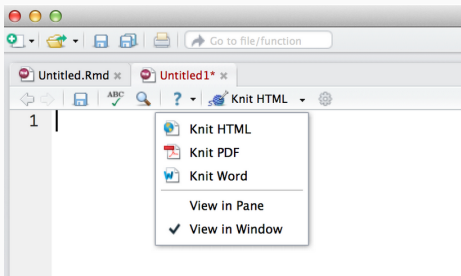 Go to file/function
Untitled.Rmd × Untitled1* ×
ABC ? Knit HTML
1
Knit HTML
Knit PDF
Knit Word
View in Pane
View in Window